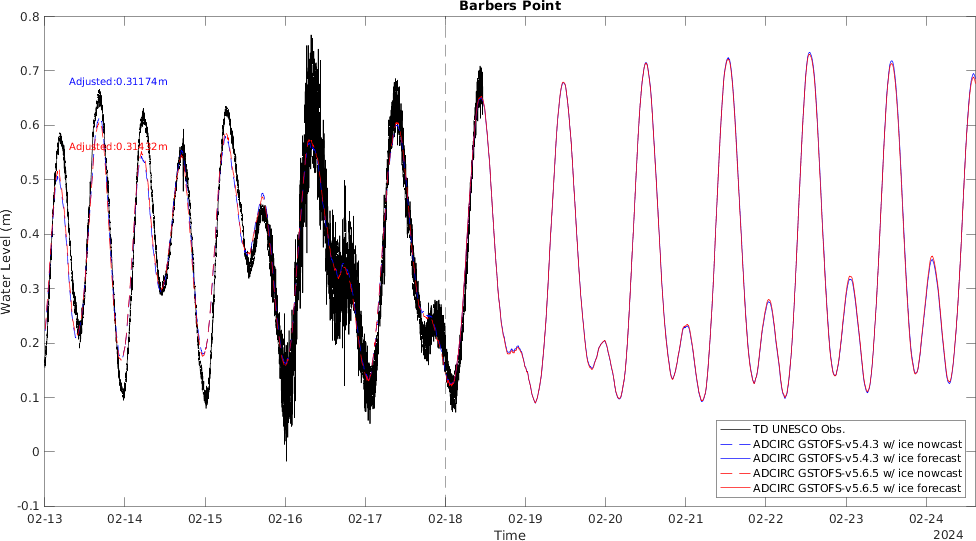 Barbers Point
0.8
0.7
0.6
0.5
0.4
0.3
0.2
0.1
0
-0.1
Water Level (m)
Adjusted:0.31174m
Adjusted:0.31432m
TD UNESCO Obs.
ADCIRC GSTOFS-v5.4.3 w/ ice nowcast
ADCIRC GSTOFS-v5.4.3 w/ ice forecast
ADCIRC GSTOFS-v5.6.5 w/ ice nowcast
ADCIRC GSTOFS-v5.6.5 w/ ice forecast
02-13 02-14 02-15 02-16 02-17 02-18 02-19 02-20 02-21 02-22 02-23 02-24
Time
2024